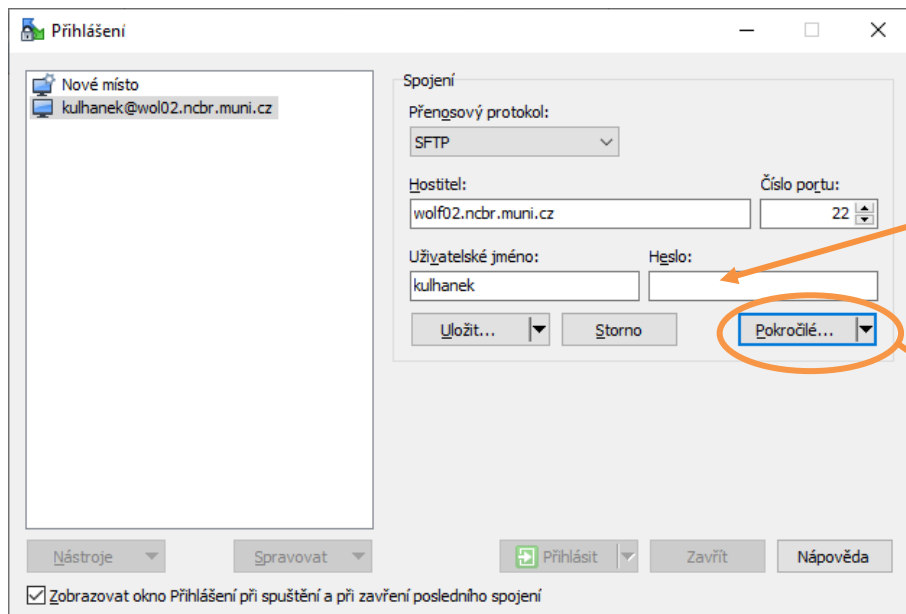 Přihlášení
Nové místo
kulhanek@wol02.ncbr.muni.cz
Spojení
Přenosový protokol:
SFTP
Hostitel:
Číslo portu:
wolf02.ncbr.muni.cz
22
Uživatelské jméno:
Heslo:
kulhanek
Uložit...
Storno
Pokročilé...
Nástroje
Spravovat
Přihlásit
Zavřít
Nápověda
Zobrazovat okno Přihlášení při spuštění a při zavření posledního spojení